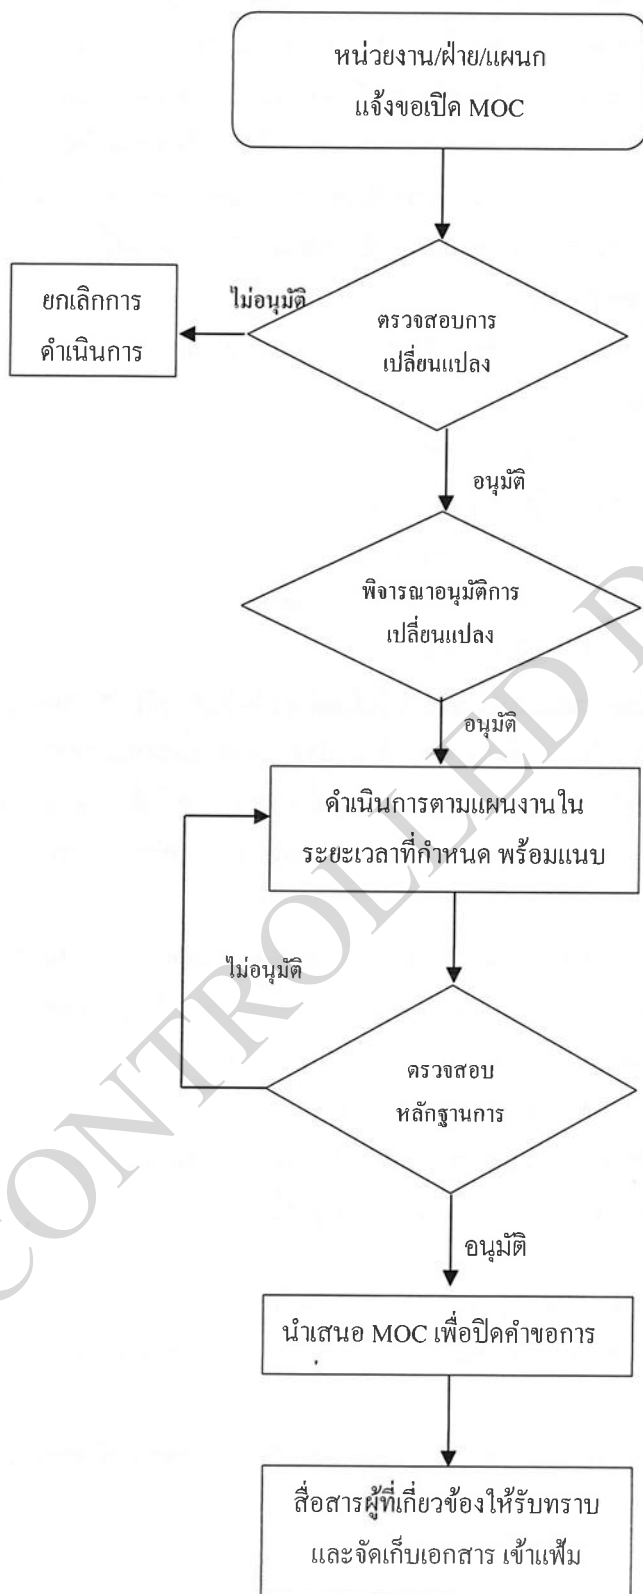 หน่วยงาน/ฝ่าย/แผนก
แจ้งขอเปิด MOC
ไม่อนุมัติ
ยกเลิกการ
ดำเนินการ
ตรวจสอบการ
เปลี่ยนแปลง
อนุมัติ
พิจารณาอนุมัติการ
เปลี่ยนแปลง
อนุมัติ
ดำเนินการตามแผนงานใน
ระยะเวลาที่กำหนด พร้อมแนบ
ไม่อนุมัติ
ตรวจสอบ
หลักฐานการ
อนุมัติ
นำเสนอ MOC เพื่อปิดคำขอการ
สื่อสารผู้ที่เกี่ยวข้องให้รับทราบ
และจัดเก็บเอกสาร เข้าแฟ้ม
CONTROLLED D